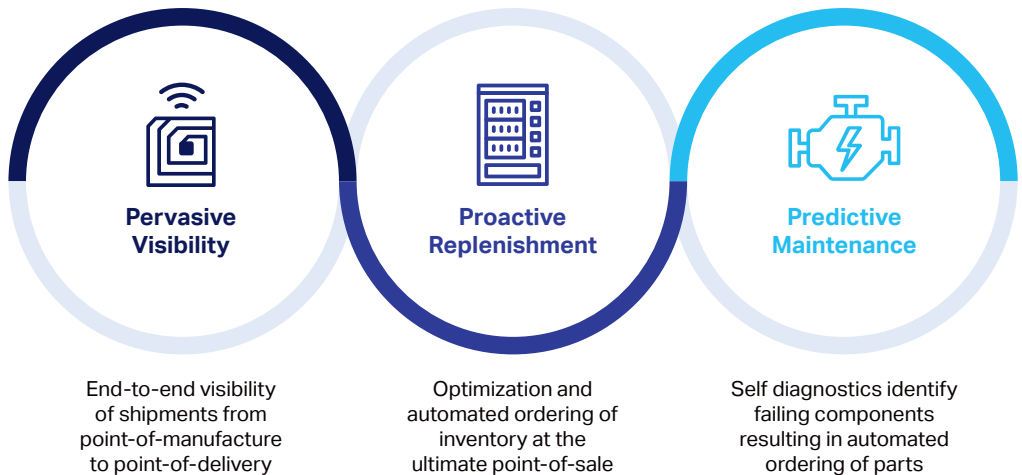 Pervasive
Visibility
End-to-end visibility
of shipments from
point-of-manufacture
to point-of-delivery
Proactive
Replenishment
Optimization and
automated ordering of
inventory at the
ultimate point-of-sale
Predictive
Maintenance
Self diagnostics identify
failing components
resulting in automated
ordering of parts